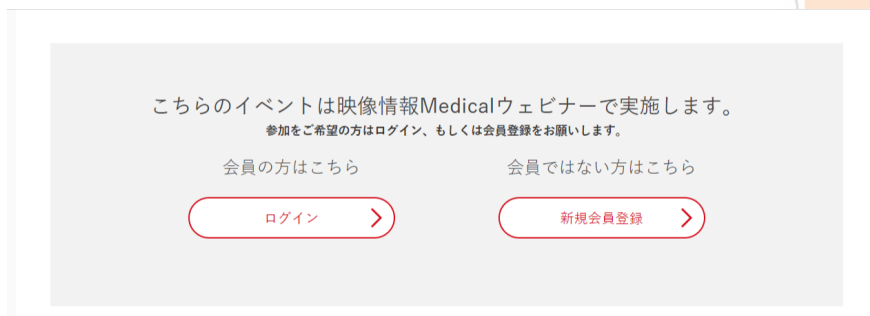 こちらのイベントは映像情報Medicalウェビナーで実施します。
参加をご希望の方はログイン、もしくは会員登録をお願いします。
会員の方はこちら
会員ではない方はこちら
ログイン
新規会員登録